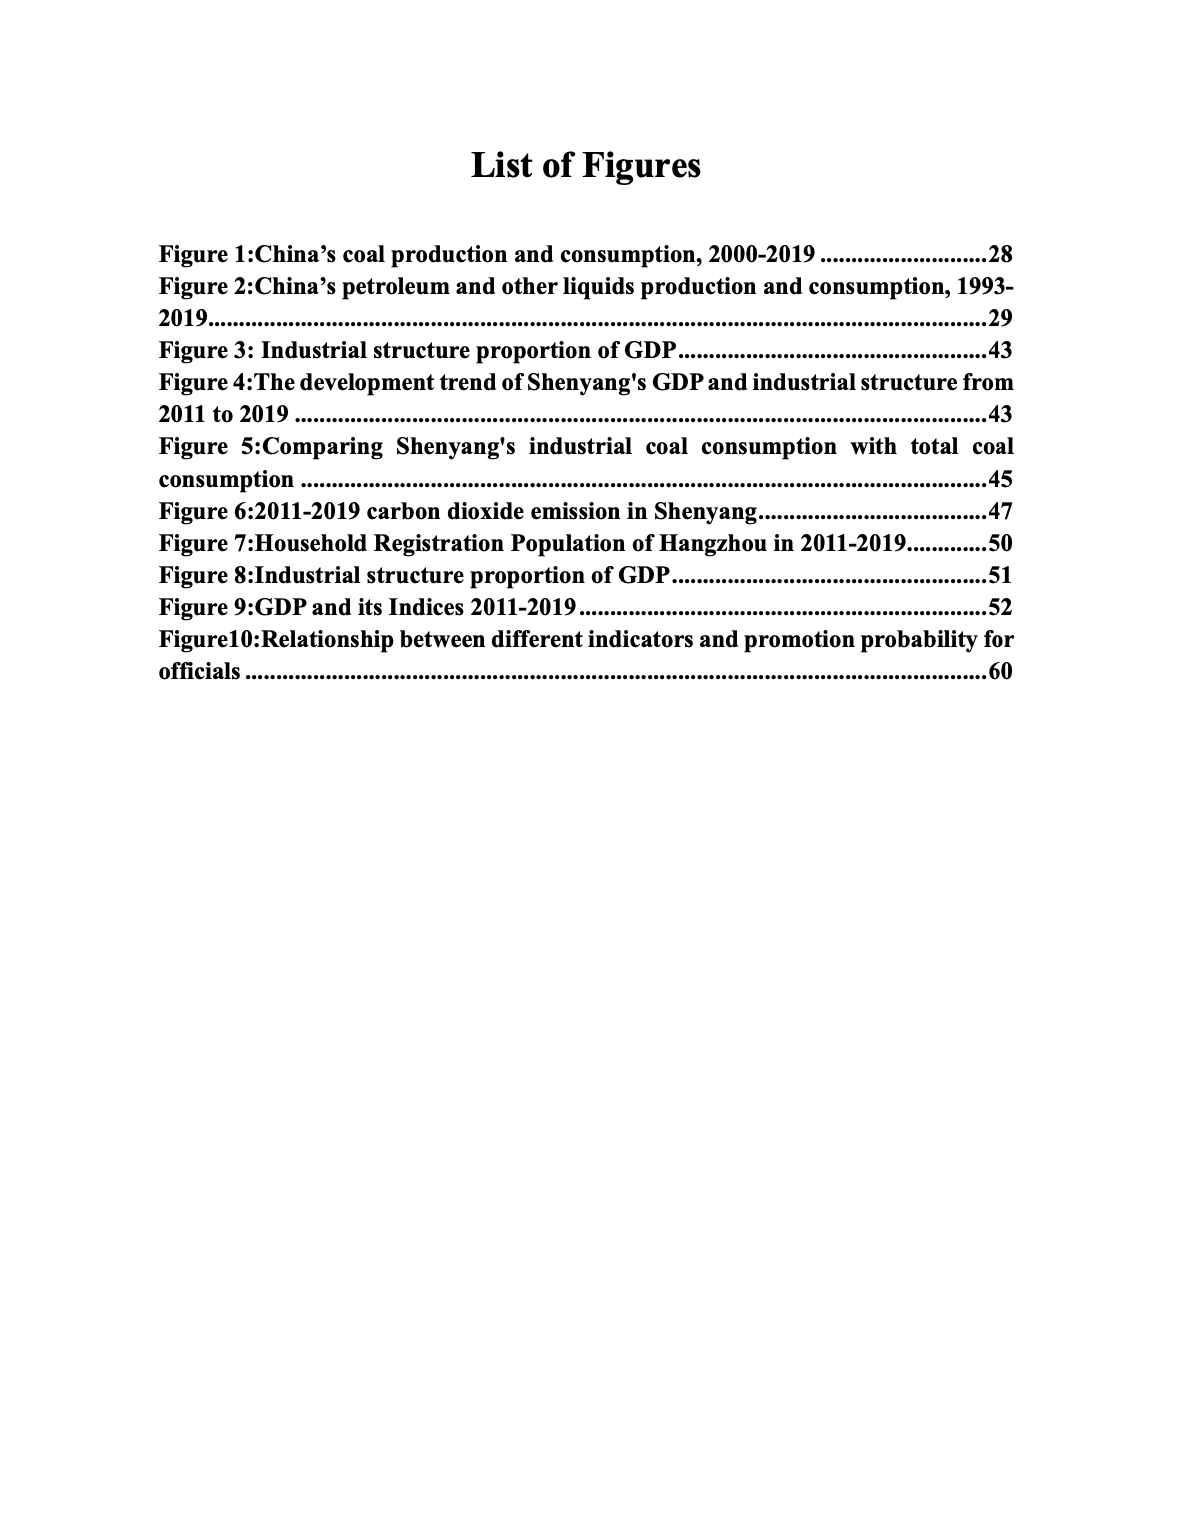 List of Figures
Figure 1:China’s coal production and consumption, 2000-2019 ...........................28
Figure 2:China’s petroleum and other liquids production and consumption, 1993-
2019..............................................................................................................................29
Figure 3: Industrial structure proportion of GDP..................................................43
Figure 4:The development trend of Shenyang's GDP and industrial structure from
2011 to 2019 ................................................................................................................43
Figure 5:Comparing Shenyang's industrial coal consumption with total coal
consumption ...............................................................................................................45
Figure 6:2011-2019 carbon dioxide emission in Shenyang.....................................47
Figure 7:Household Registration Population of Hangzhou in 2011-2019.............50
Figure 8:Industrial structure proportion of GDP...................................................51
Figure 9:GDP and its Indices 2011-2019..................................................................52
Figure10:Relationship between different indicators and promotion probability for
officials ........................................................................................................................60